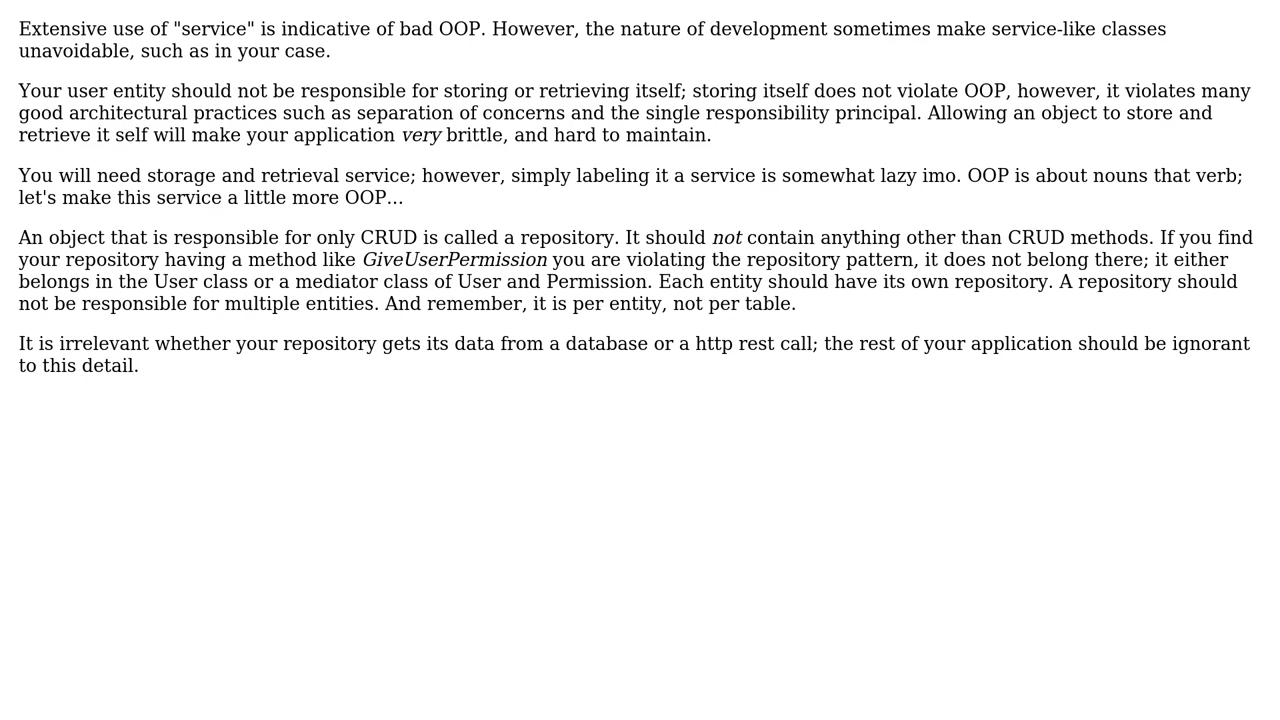 Extensive use of "service" is indicative of bad OOP. However, the nature of development sometimes make service-like classes
unavoidable, such as in your case.
Your user entity should not be responsible for storing or retrieving itself; storing itself does not violate OOP, however, it violates many
good architectural practices such as separation of concerns and the single responsibility principal. Allowing an object to store and
retrieve it self will make your application very brittle, and hard to maintain.
You will need storage and retrieval service; however, simply labeling it a service is somewhat lazy imo. OOP is about nouns that verb;
let's make this service a little more OOP...
An object that is responsible for only CRUD is called a repository. It should not contain anything other than CRUD methods. If you find
your repository having a method like GiveUserPermission you are violating the repository pattern, it does not belong there; it either
belongs in the User class or a mediator class of User and Permission. Each entity should have its own repository. A repository should
not be responsible for multiple entities. And remember, it is per entity, not per table.
It is irrelevant whether your repository gets its data from a database or a http rest call; the rest of your application should be ignorant
to this detail.